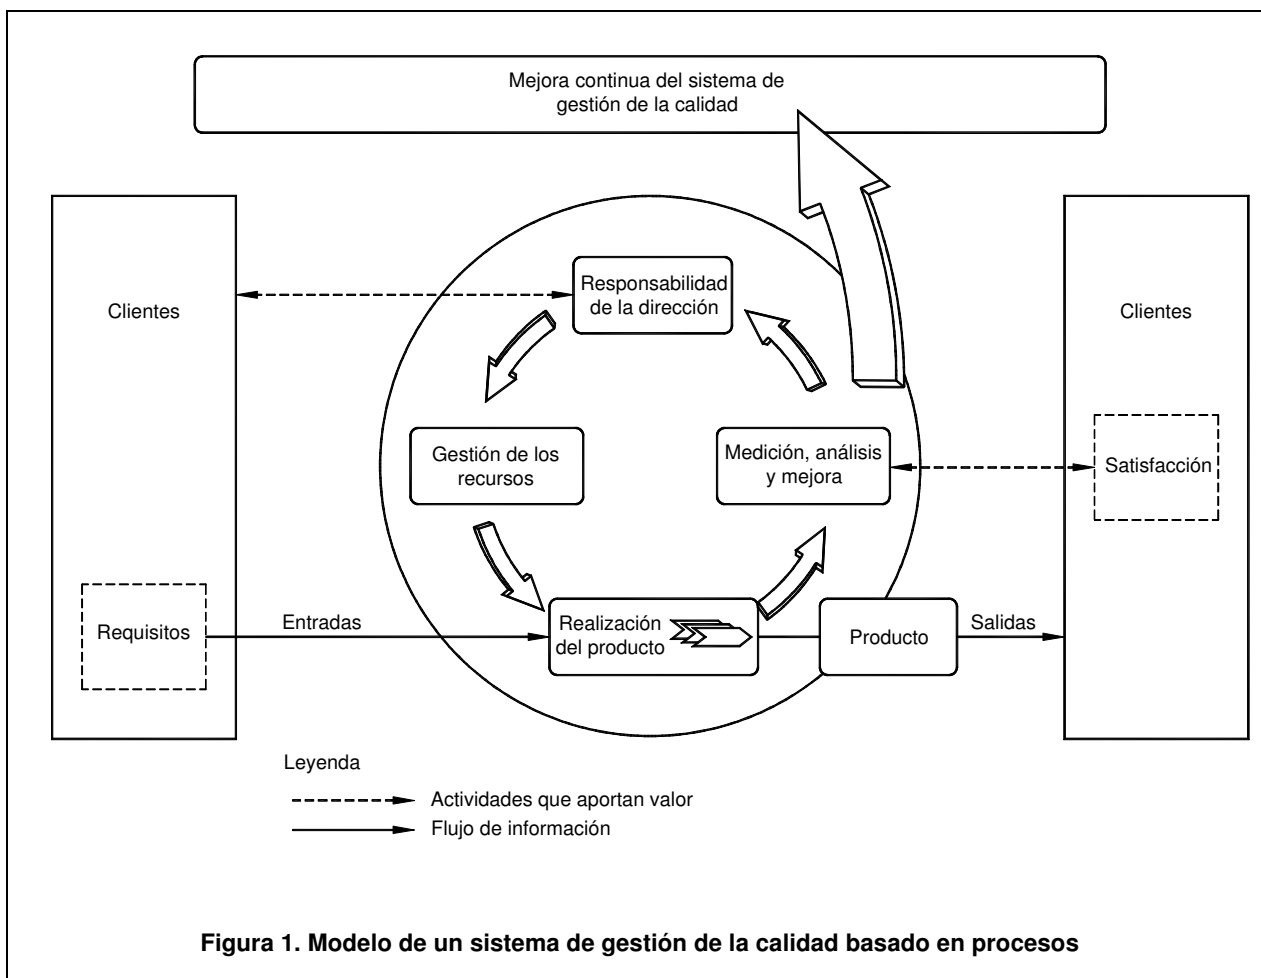 Mejora continua del sistema de
gestión de la calidad
Clientes
Responsabilidad
de la dirección
Clientes
Gestión de los
recursos
Medición, análisis
y mejora
Satisfacción
Requisitos
Entradas
Realización
del producto
Producto
Salidas
Leyenda
Actividades que aportan valor
Flujo de información
Figura 1. Modelo de un sistema de gestión de la calidad basado en procesos